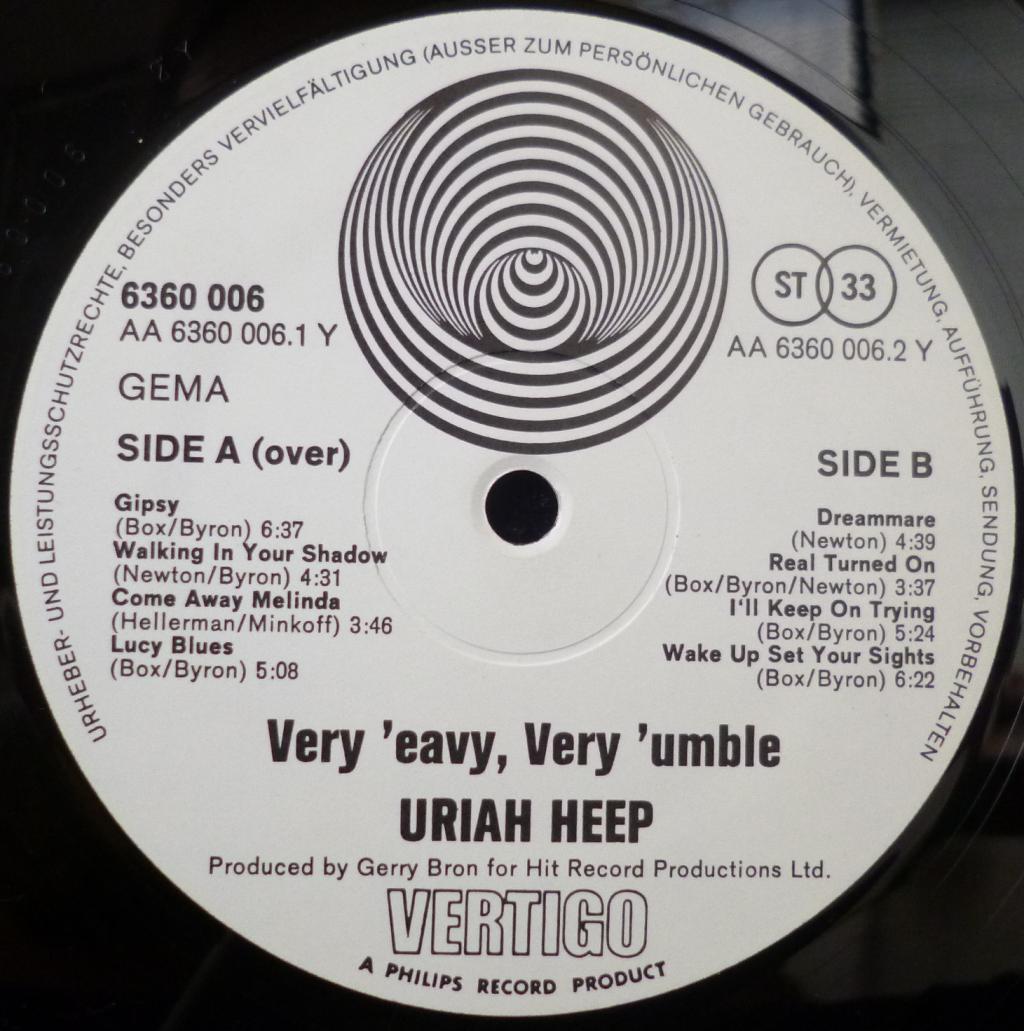 URHEBER- UND LEISTUNGSSCHUTZRECHTE, BESONDERS VERVIELFÄLTIGUNG (AUSSER ZUM PERSÖNLICHEN GEBRAUCH), VERMIETUNG, AUFFÜHRUNG, SENDUNG, VORBEHALTEN
6360 006
AA 6360 006.1 Y
GEMA
SIDE A (over)
Gipsy
(Box/Byron) 6:37
Walking In Your Shadow
(Newton/Byron) 4:31
Come Away Melinda
(Hellerman/Minkoff) 3:46
Lucy Blues
(Box/Byron) 5:08
ST 33
AA 6360 006.2 Y
SIDE B
Dreammare
(Newton) 4:39
Real Turned On
(Box/Byron/Newton) 3:37
I'll Keep On Trying
(Box/Byron) 5:24
Wake Up Set Your Sights
(Box/Byron) 6:22
Very ’eavy, Very ’umble
URIAH HEEP
Produced by Gerry Bron for Hit Record Productions Ltd.
VERTIGO
A PHILIPS RECORD PRODUCT